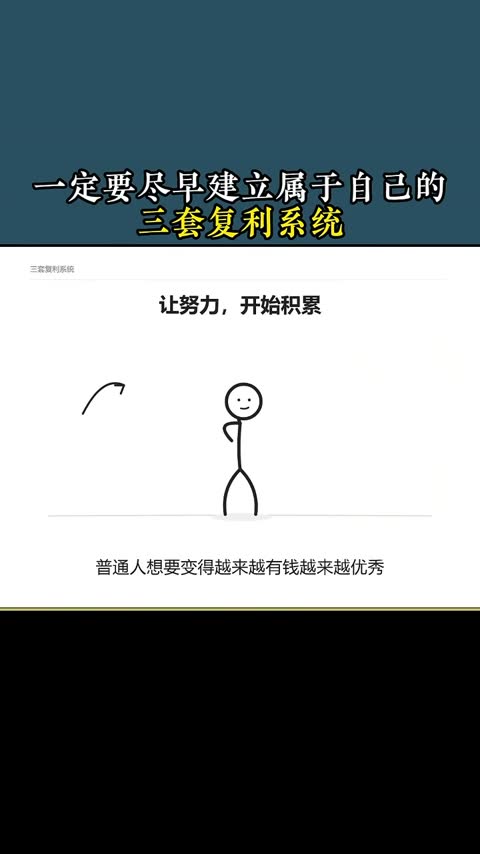 一定要尽早建立属于自己的
三套复利系统
三套复利系统
让努力，开始积累
普通人想要变得越来越有钱越来越优秀